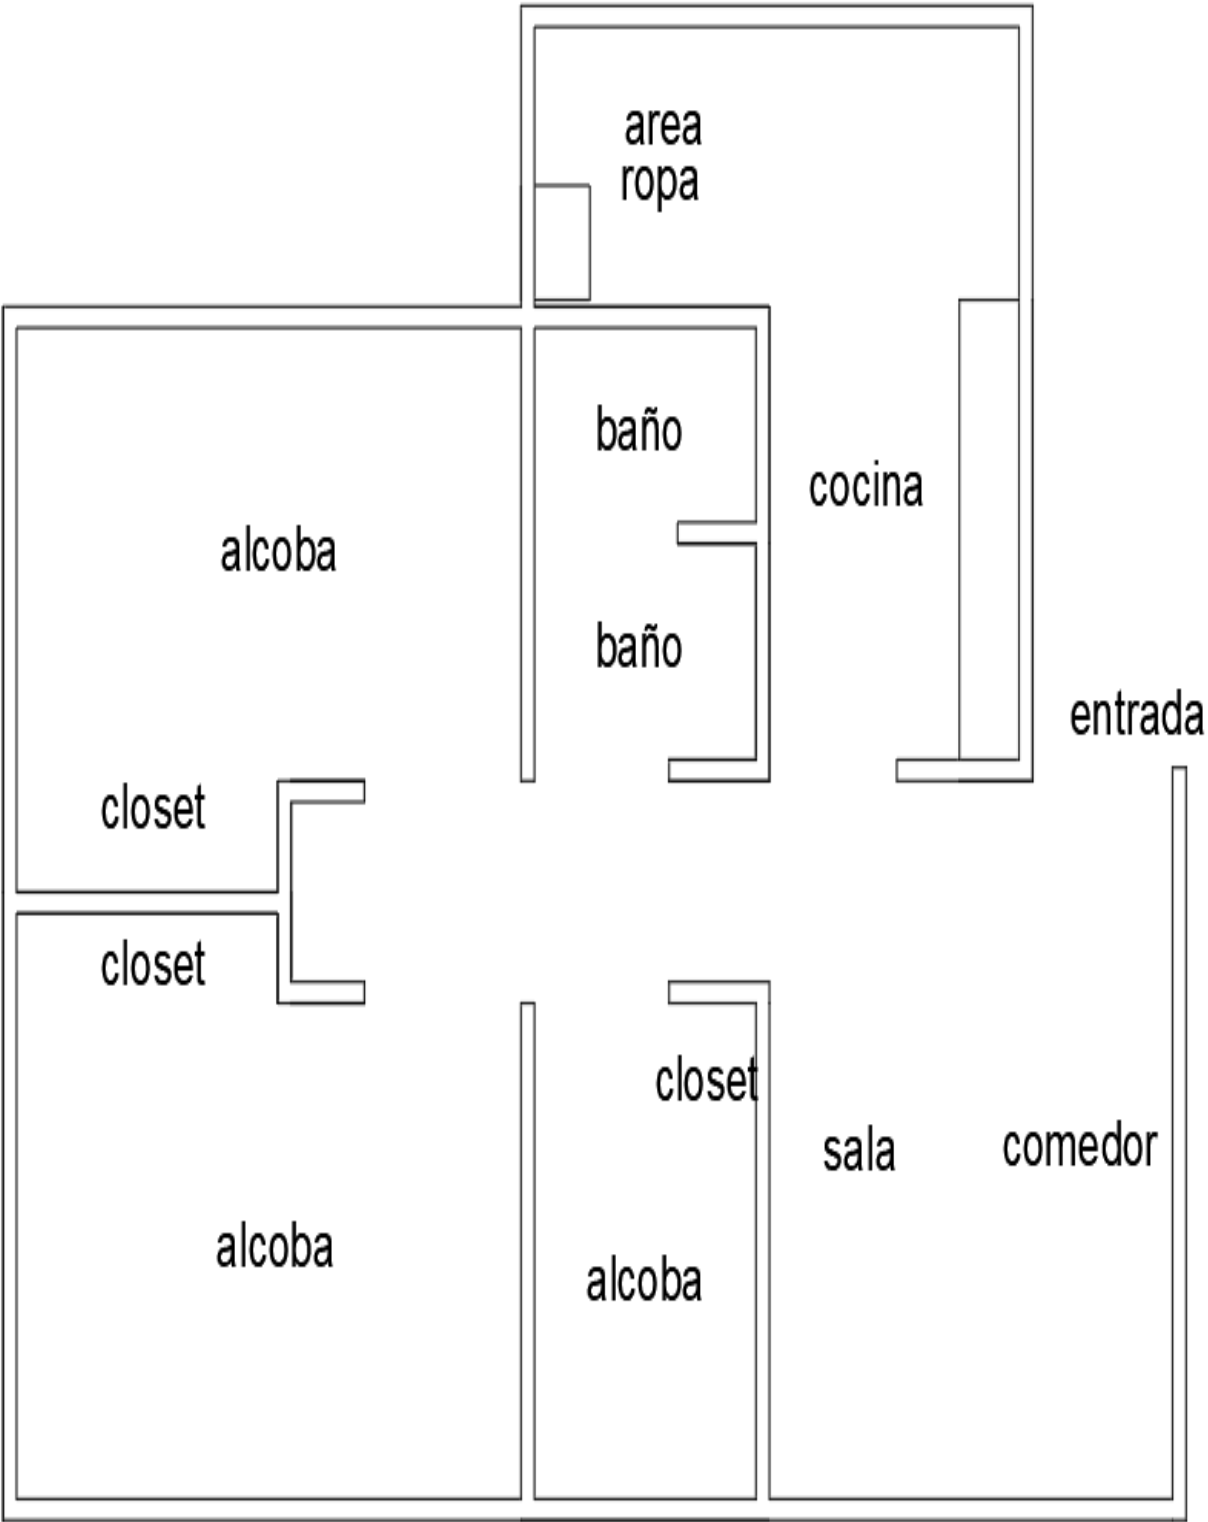 area
ropa
baño
cocina
alcoba
baño
entrada
closet
closet
closet
sala
comedor
alcoba
alcoba